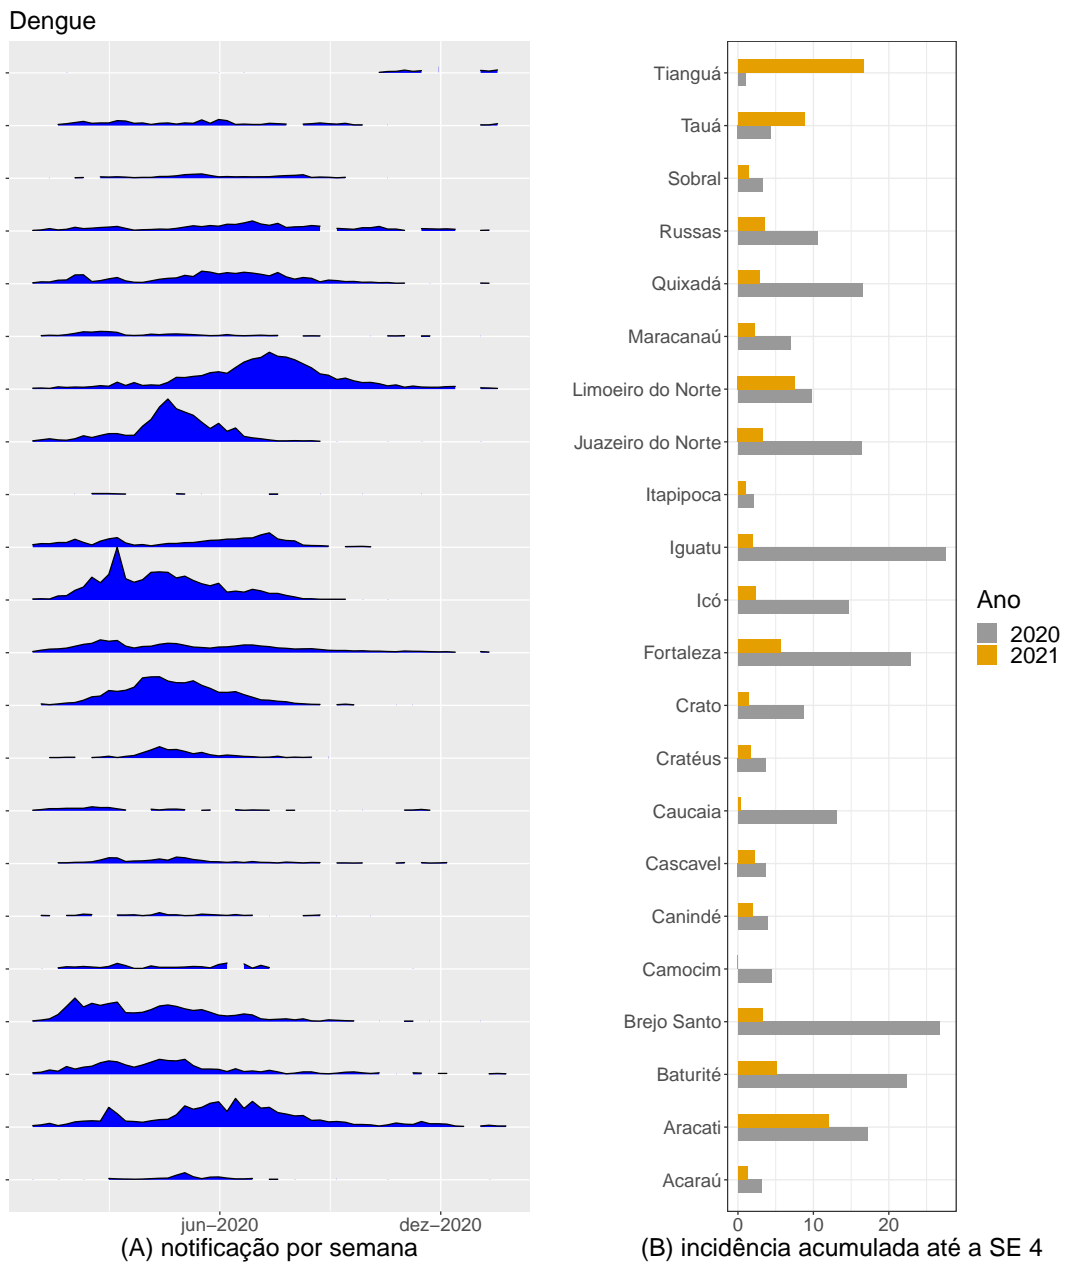 Dengue
Tianguá
Tauá
Sobral
Russas
Quixadá
Maracanaú
Limoeiro do Norte
Juazeiro do Norte
Itapipoca
Iguatu
Icó
Fortaleza
Crato
Cratéus
Caucaia
Cascavel
Canindé
Camocim
Brejo Santo
Baturité
Aracati
Acaraú
Ano
2020
2021
jun−2020 dez−2020
0 10 20
(A) notificação por semana
(B) incidência acumulada até a SE 4